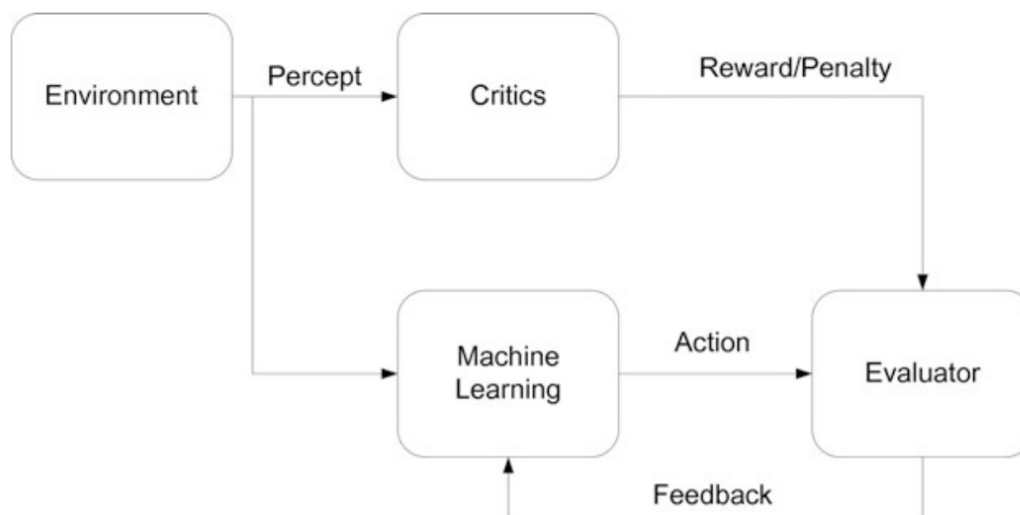 Environment
Percept
Critics
Reward/Penalty
Machine
Learning
Action
Evaluator
Feedback